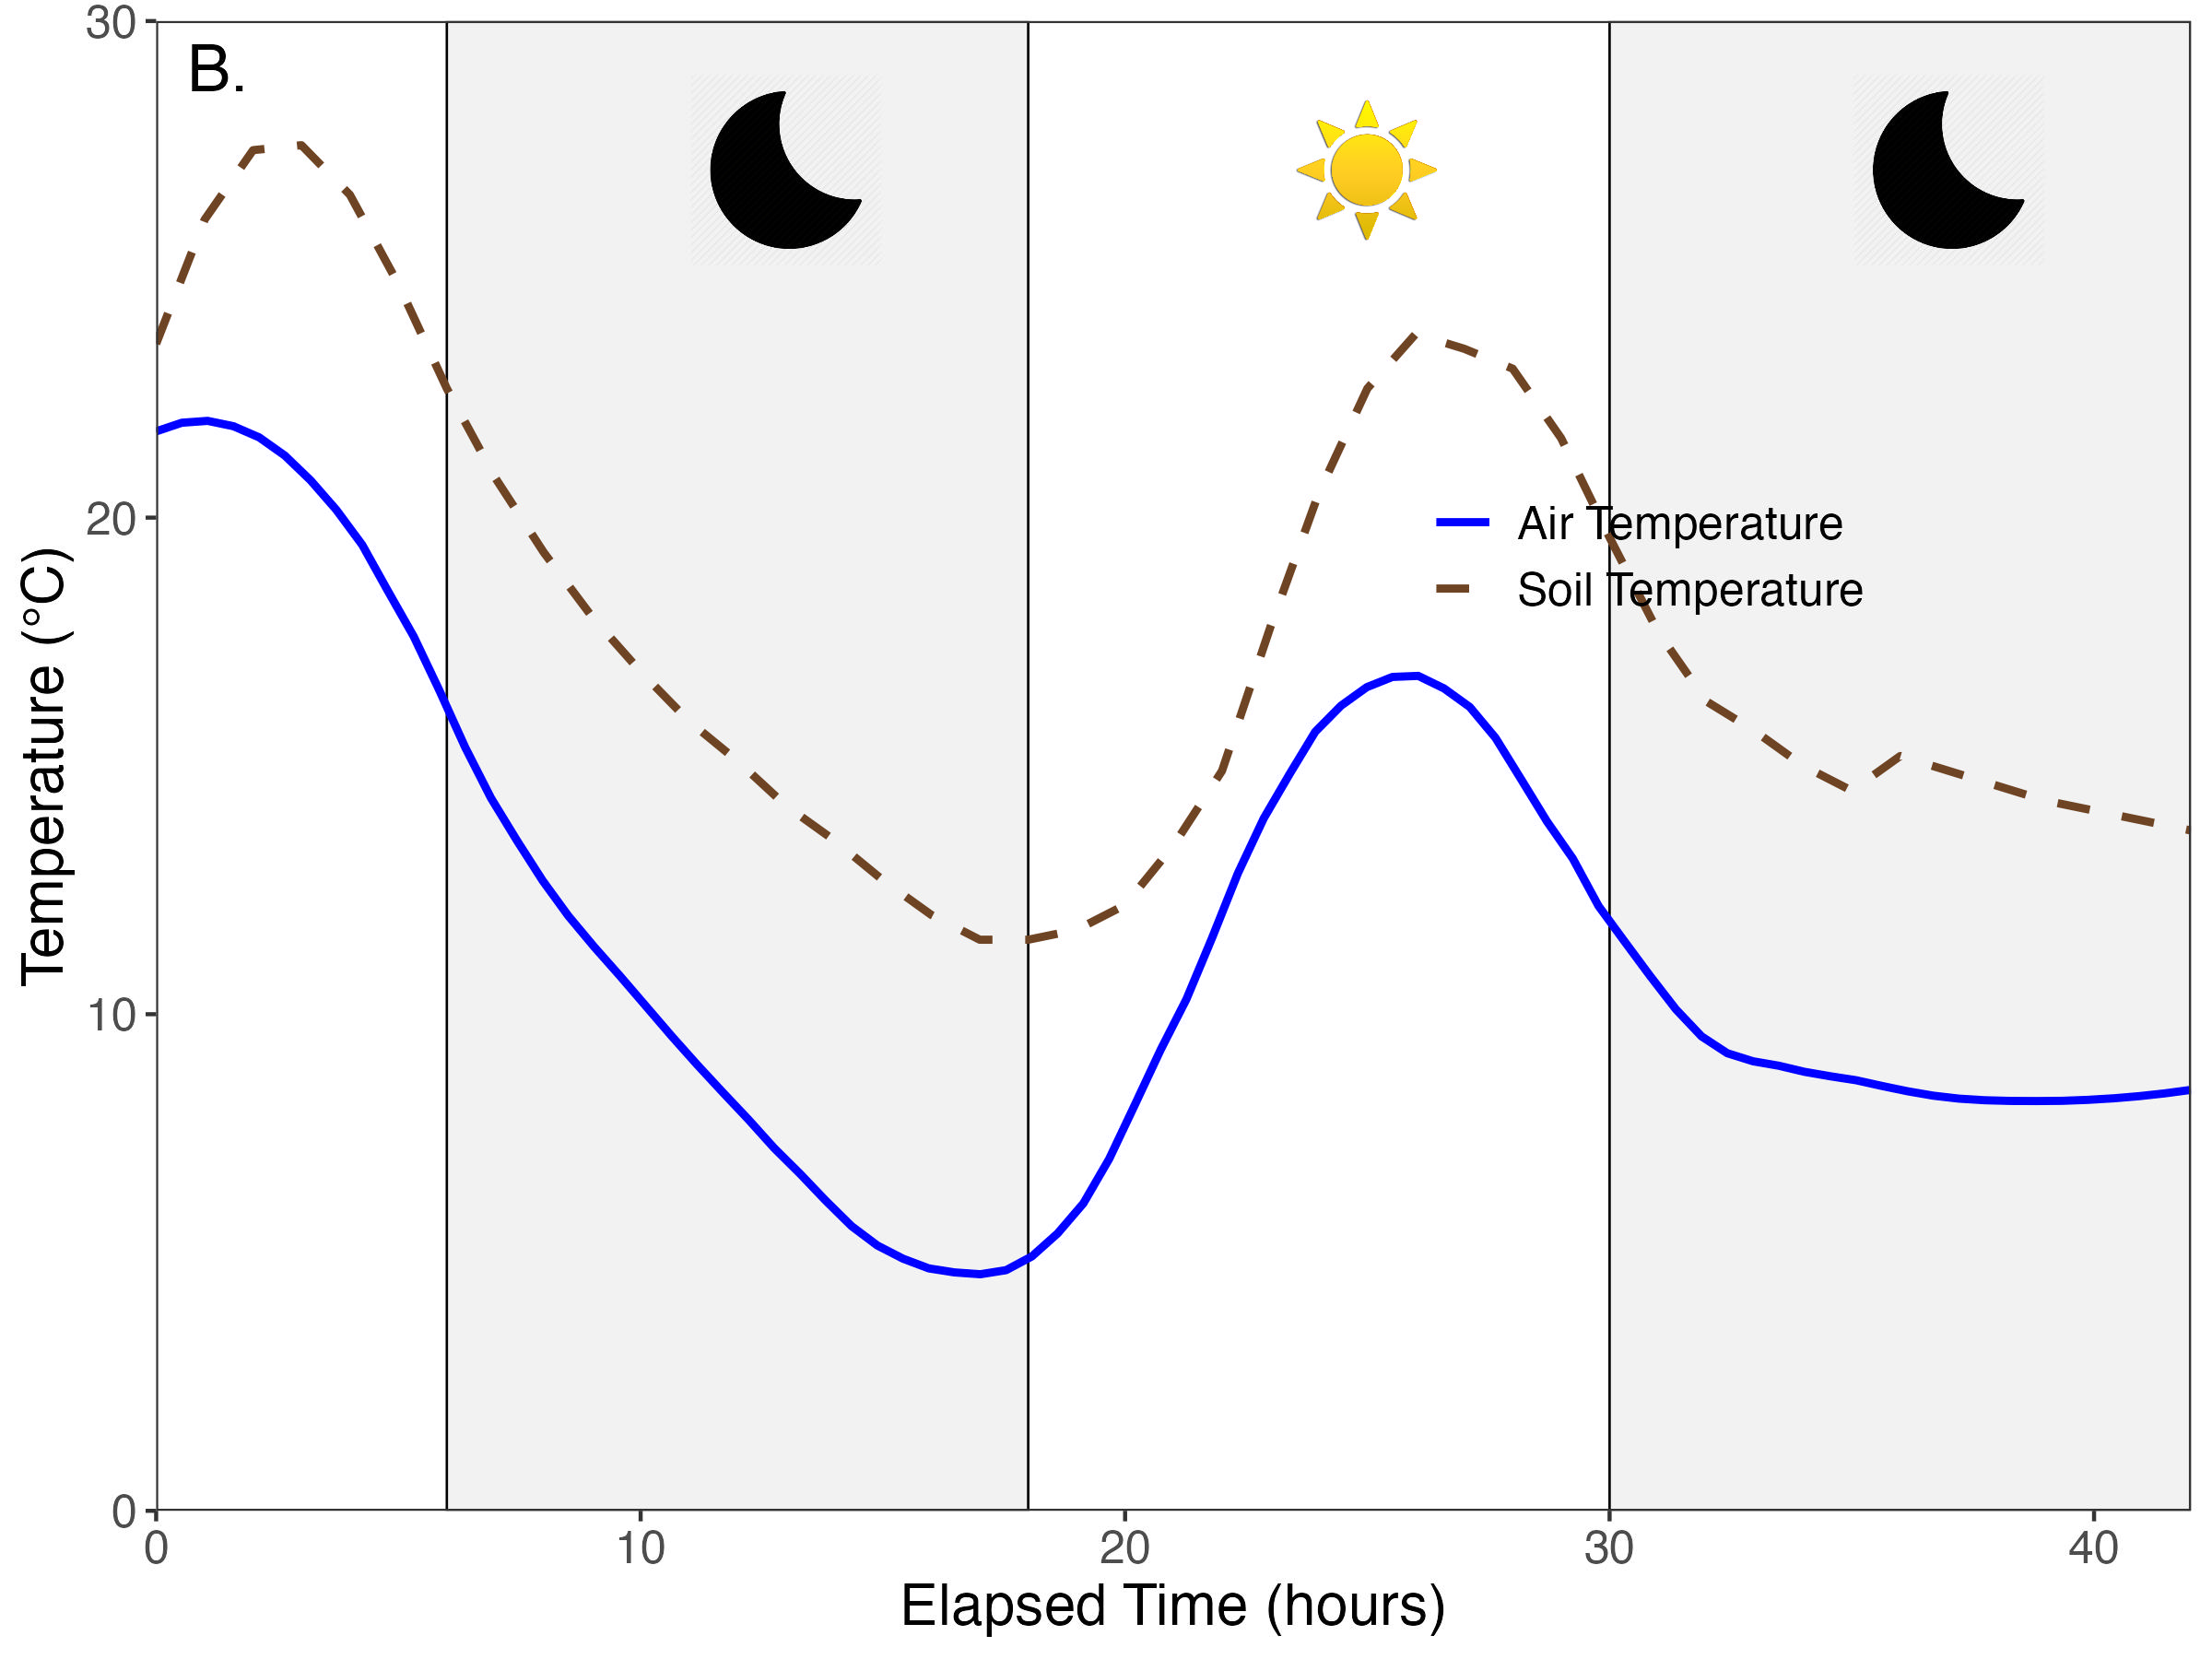 B.
30
20
10
0
Temperature (°C)
Air Temperature
Soil Temperature
0 10 20 30 40
Elapsed Time (hours)